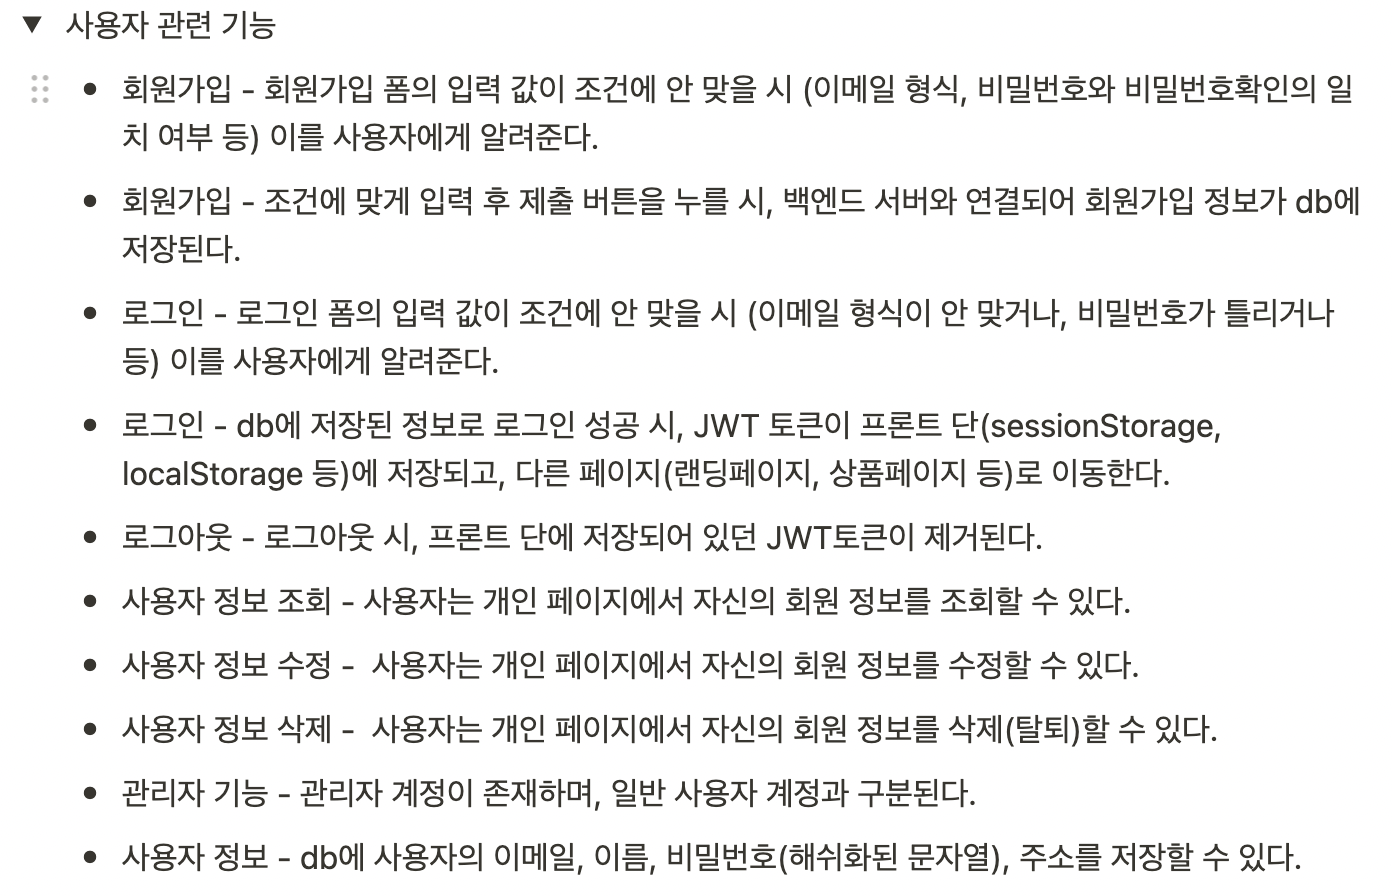 ▼ 사용자 관련 기능
• 회원가입 - 회원가입 폼의 입력 값이 조건에 안 맞을 시 (이메일 형식, 비밀번호와 비밀번호확인의 일
치 여부 등) 이를 사용자에게 알려준다.
• 회원가입 - 조건에 맞게 입력 후 제출 버튼을 누를 시, 백엔드 서버와 연결되어 회원가입 정보가 db에
저장된다.
• 로그인 - 로그인 폼의 입력 값이 조건에 안 맞을 시 (이메일 형식이 안 맞거나, 비밀번호가 틀리거나
등) 이를 사용자에게 알려준다.
• 로그인 - db에 저장된 정보로 로그인 성공 시, JWT 토큰이 프론트 단(sessionStorage,
localStorage 등)에 저장되고, 다른 페이지(랜딩페이지, 상품페이지 등)로 이동한다.
• 로그아웃 - 로그아웃 시, 프론트 단에 저장되어 있던 JWT토큰이 제거된다.
• 사용자 정보 조회 - 사용자는 개인 페이지에서 자신의 회원 정보를 조회할 수 있다.
• 사용자 정보 수정 -  사용자는 개인 페이지에서 자신의 회원 정보를 수정할 수 있다.
• 사용자 정보 삭제 -  사용자는 개인 페이지에서 자신의 회원 정보를 삭제(탈퇴)할 수 있다.
• 관리자 기능 - 관리자 계정이 존재하며, 일반 사용자 계정과 구분된다.
• 사용자 정보 - db에 사용자의 이메일, 이름, 비밀번호(해쉬화된 문자열), 주소를 저장할 수 있다.